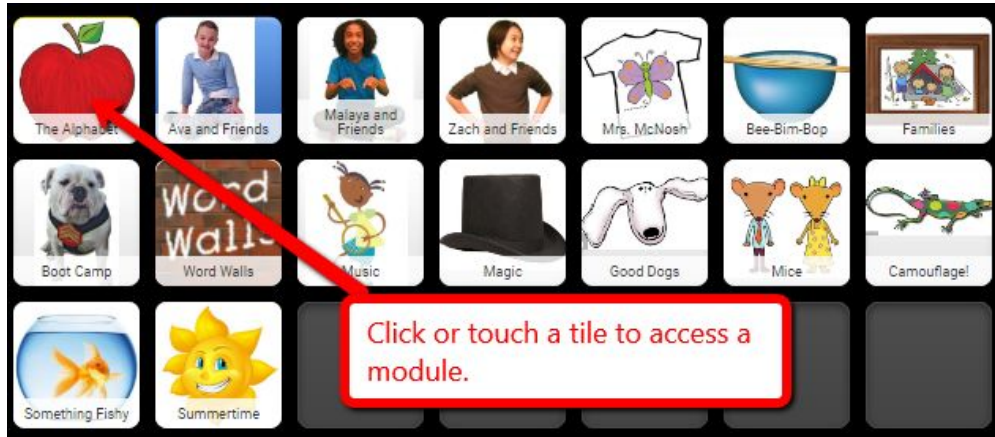 The Alphabet
Ava and Friends
Malaya and
Friends
Zach and Friends
Mrs. McNosh
Bee-Bim-Bop
Families
Boot Camp
Word
Walls
Word Walls
Music
Magic
Good Dogs
Mice
Camouflage!
Something Fishy
Summertime
Click or touch a tile to access a
module.